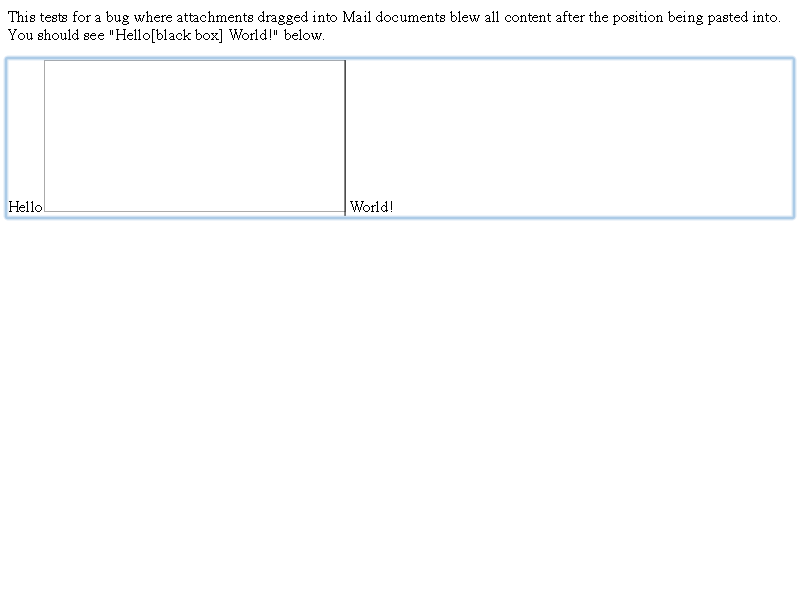 This tests for a bug where attachments dragged into Mail documents blew all content after the position being pasted into.
You should see "Hello[black box] World!" below.
Hello World!